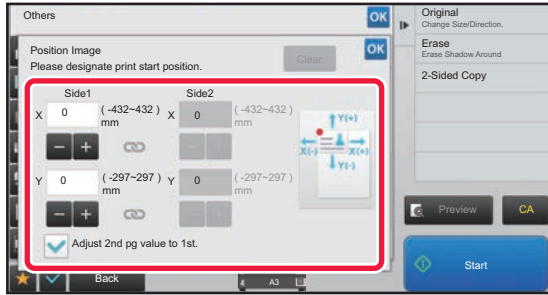 Others
OK
Position Image
Please designate print start position.
Clear
OK
Side1
Side2
X 0 ( -432~432 ) mm
X 0 ( -432~432 ) mm
- +
- +
Y 0 ( -297~297 ) mm
Y 0 ( -297~297 ) mm
- +
- +
Y(+)
X(-) X(+)
Y(-)
Adjust 2nd pg value to 1st.
Back
A3
Original
Change Size/Direction.
Erase
Erase Shadow Around
2-Sided Copy
Preview
CA
Start